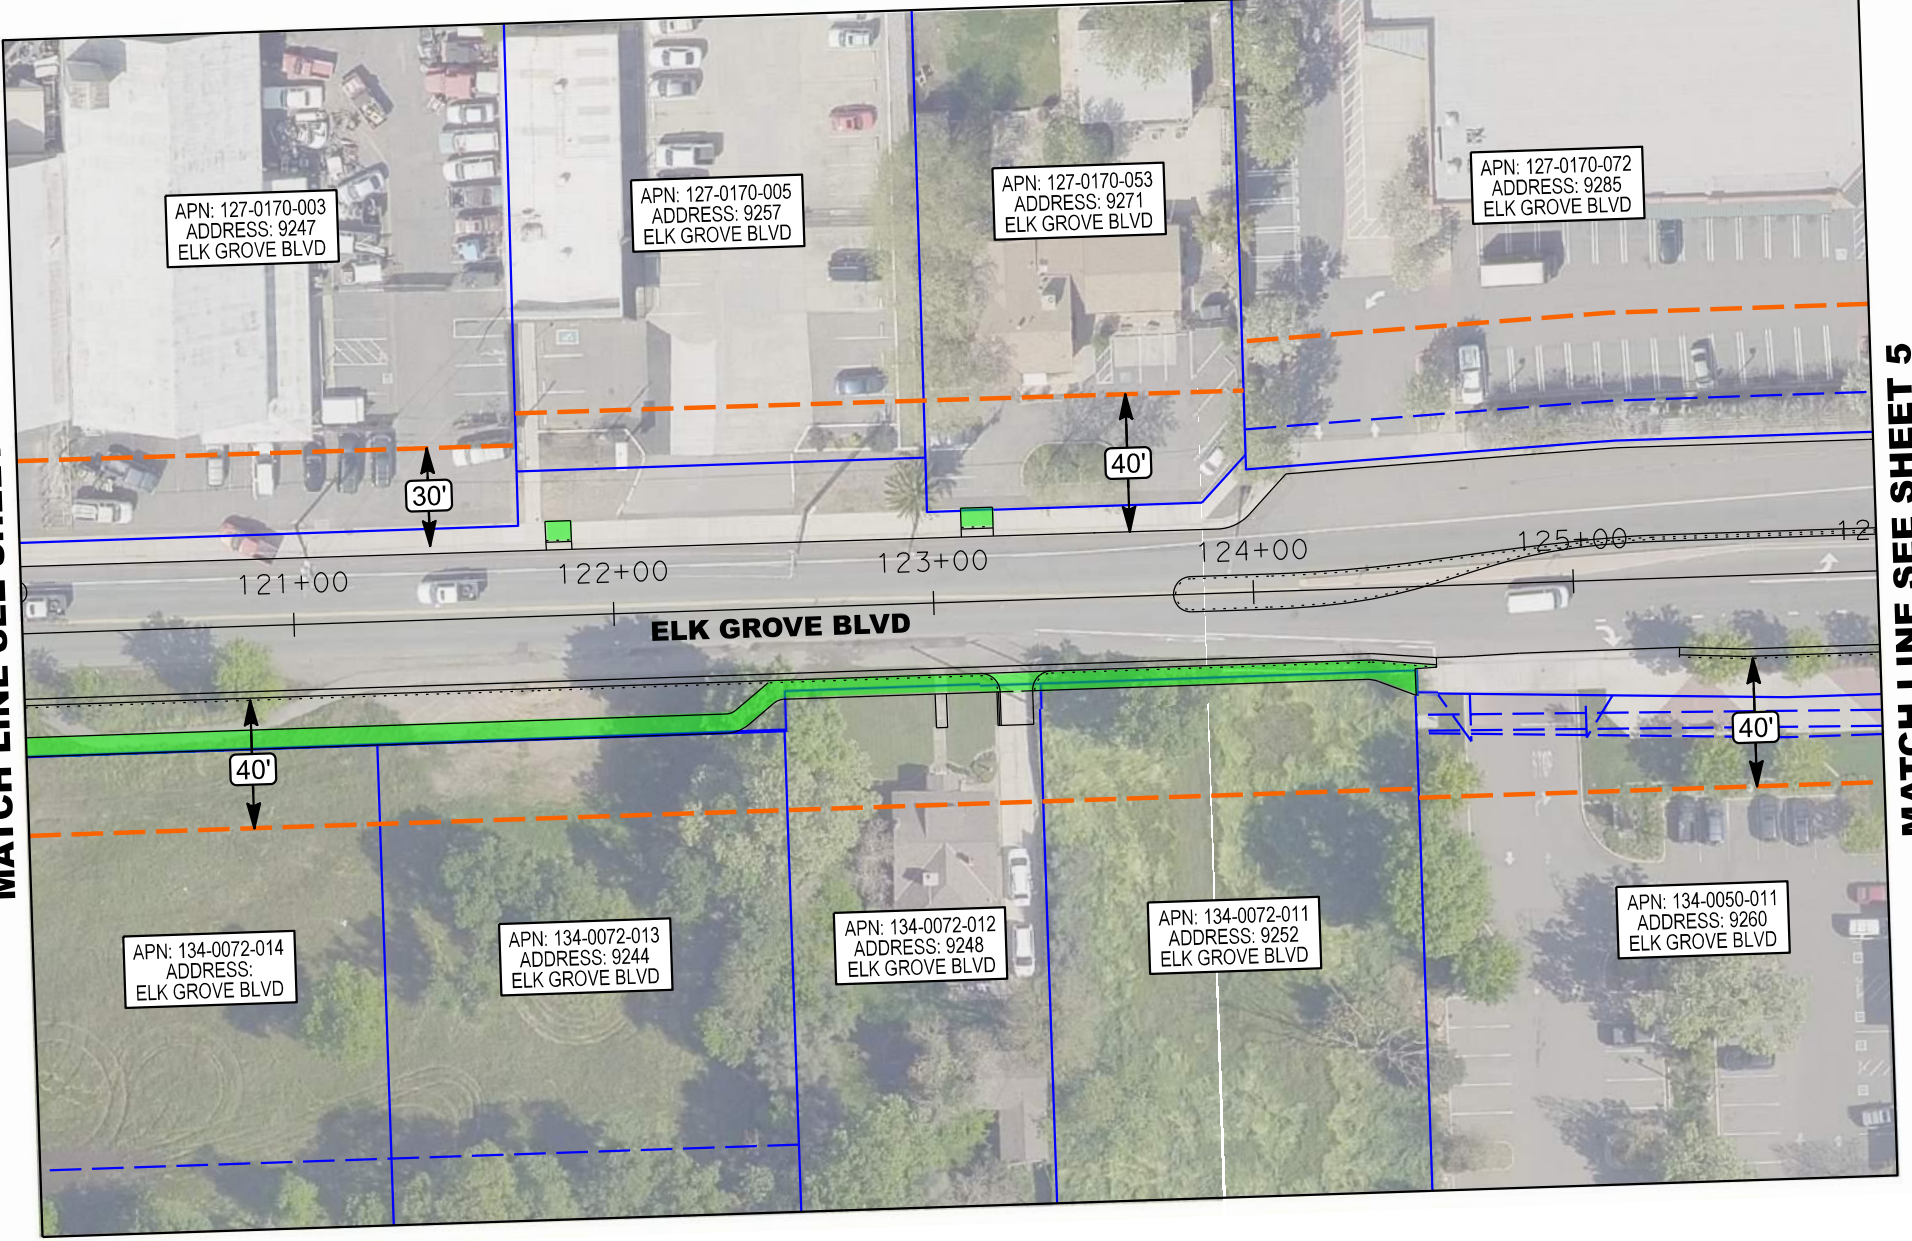 APN: 127-0170-003
ADDRESS: 9247
ELK GROVE BLVD
APN: 127-0170-005
ADDRESS: 9257
ELK GROVE BLVD
APN: 127-0170-053
ADDRESS: 9271
ELK GROVE BLVD
APN: 127-0170-072
ADDRESS: 9285
ELK GROVE BLVD
30'
40'
121+00
122+00
123+00
124+00
125+00
12
ELK GROVE BLVD
40'
40'
APN: 134-0072-014
ADDRESS:
ELK GROVE BLVD
APN: 134-0072-013
ADDRESS: 9244
ELK GROVE BLVD
APN: 134-0072-012
ADDRESS: 9248
ELK GROVE BLVD
APN: 134-0072-011
ADDRESS: 9252
ELK GROVE BLVD
APN: 134-0050-011
ADDRESS: 9260
ELK GROVE BLVD
MATCH LINE SEE SHEET 5